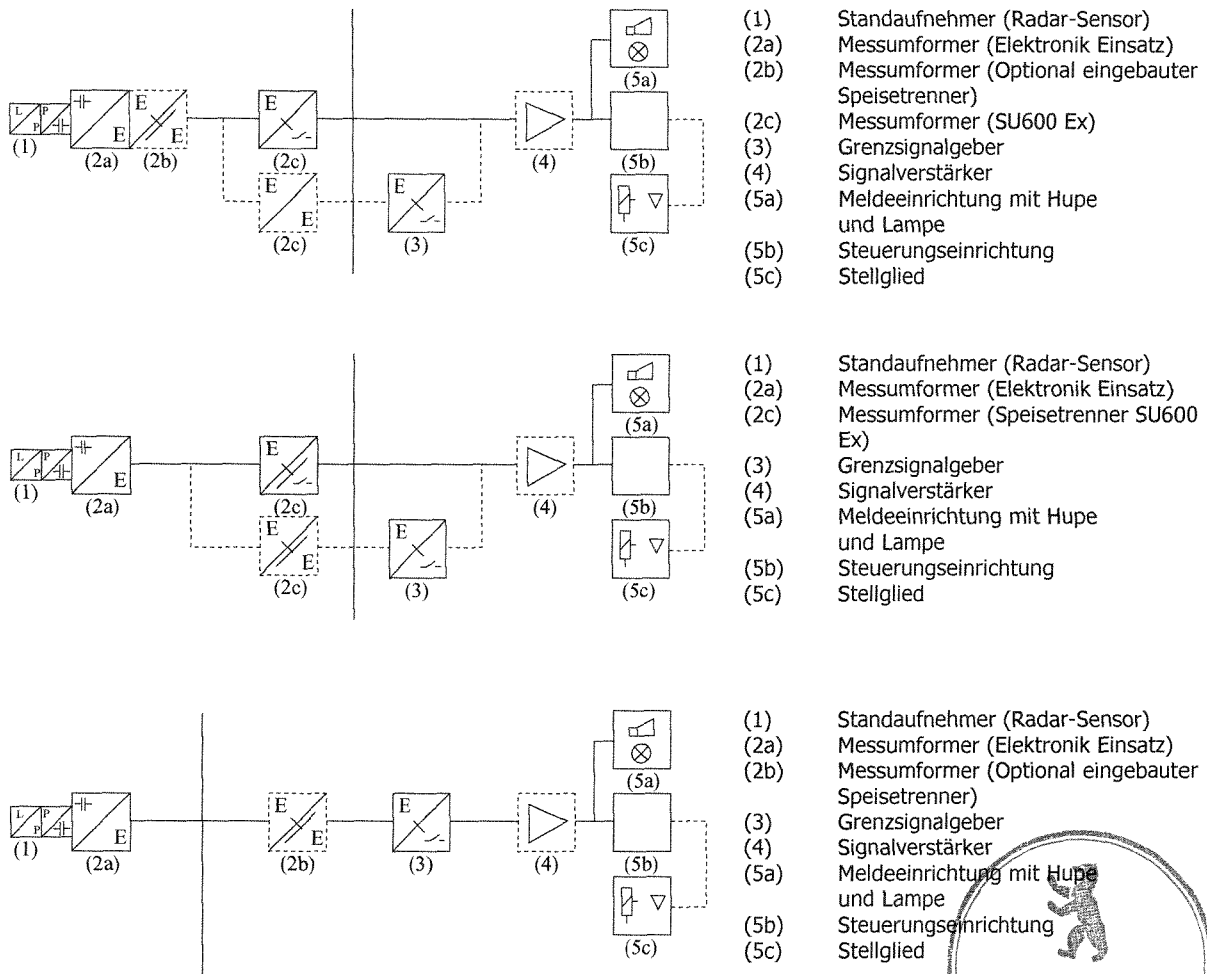 L
P
P
(1)
E
(2a)
E
E
(2b)
E
(2c)
E
E
(2c)
E
(3)
(4)
(5a)
(5b)
(5c)
(1) Standaufnehmer (Radar-Sensor)
(2a) Messumformer (Elektronik Einsatz)
(2b) Messumformer (Optional eingebauter
Speisetrenner)
(2c) Messumformer (SU600 Ex)
(3) Grenzsignalgeber
(4) Signalverstärker
(5a) Meldeeinrichtung mit Hupe
und Lampe
(5b) Steuerungseinrichtung
(5c) Stellglied
L
P
P
(1)
E
(2a)
E
(2c)
E
E
(2c)
E
(3)
(4)
(5a)
(5b)
(5c)
(1) Standaufnehmer (Radar-Sensor)
(2a) Messumformer (Elektronik Einsatz)
(2c) Messumformer (Speisetrenner SU600
Ex)
(3) Grenzsignalgeber
(4) Signalverstärker
(5a) Meldeeinrichtung mit Hupe
und Lampe
(5b) Steuerungseinrichtung
(5c) Stellglied
L
P
P
(1)
E
(2a)
E
E
(2b)
E
(3)
(4)
(5a)
(5b)
(5c)
(1) Standaufnehmer (Radar-Sensor)
(2a) Messumformer (Elektronik Einsatz)
(2b) Messumformer (Optional eingebauter
Speisetrenner)
(3) Grenzsignalgeber
(4) Signalverstärker
(5a) Meldeeinrichtung mit Hupe
und Lampe
(5b) Steuerungseinrichtung
(5c) Stellglied